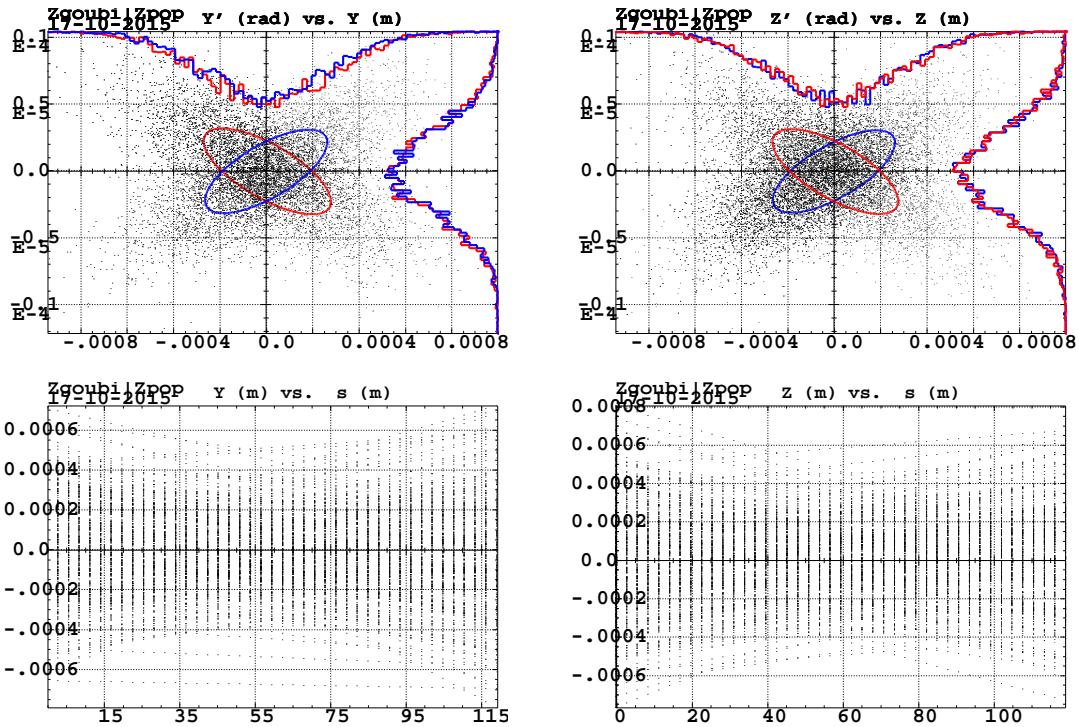 Zgoubi|Zpop
17-10-2015
Y' (rad) vs. Y (m)
0.1
E-4
0.5
E-5
0.0
-0.5
E-5
-0.1
E-4
-.0008
-.0004
0.0
0.0004
0.0008
Zgoubi|Zpop
17-10-2015
Z' (rad) vs. Z (m)
0.1
E-4
0.5
E-5
0.0
-0.5
E-5
-0.1
E-4
-.0008
-.0004
0.0
0.0004
0.0008
Zgoubi|Zpop
17-10-2015
Y (m) vs. s (m)
0.0006
0.0004
0.0002
0.0
-.0002
-.0004
-.0006
15 35 55 75 95 115
Zgoubi|Zpop
17-10-2015
Z (m) vs. s (m)
0.0008
0.0006
0.0004
0.0002
0.0
-.0002
-.0004
-.0006
0 20 40 60 80 100